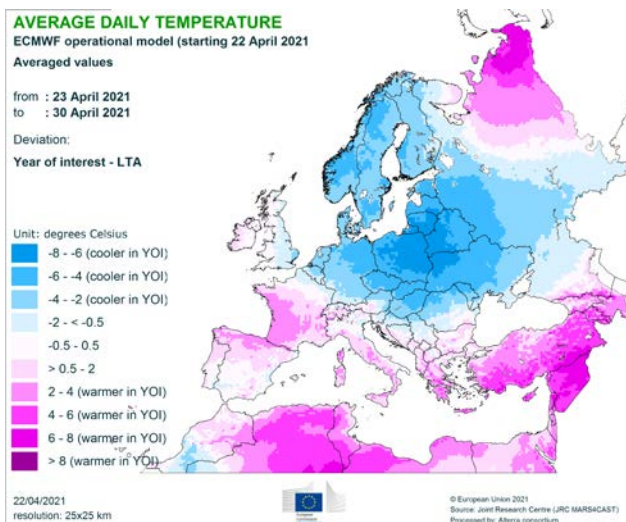 AVERAGE DAILY TEMPERATURE
ECMWF operational model (starting 22 April 2021
Averaged values
from : 23 April 2021
to : 30 April 2021
Deviation:
Year of interest - LTA
Unit: degrees Celsius
-8 - -6 (cooler in YOI)
-6 - -4 (cooler in YOI)
-4 - -2 (cooler in YOI)
-2 - < -0.5
-0.5 - 0.5
> 0.5 - 2
2 - 4 (warmer in YOI)
4 - 6 (warmer in YOI)
6 - 8 (warmer in YOI)
> 8 (warmer in YOI)
22/04/2021
resolution: 25x25 km
European
Commission
© European Union 2021
Source: Joint Research Centre (JRC MARS4CAST)
Processed by: Alterra consortium